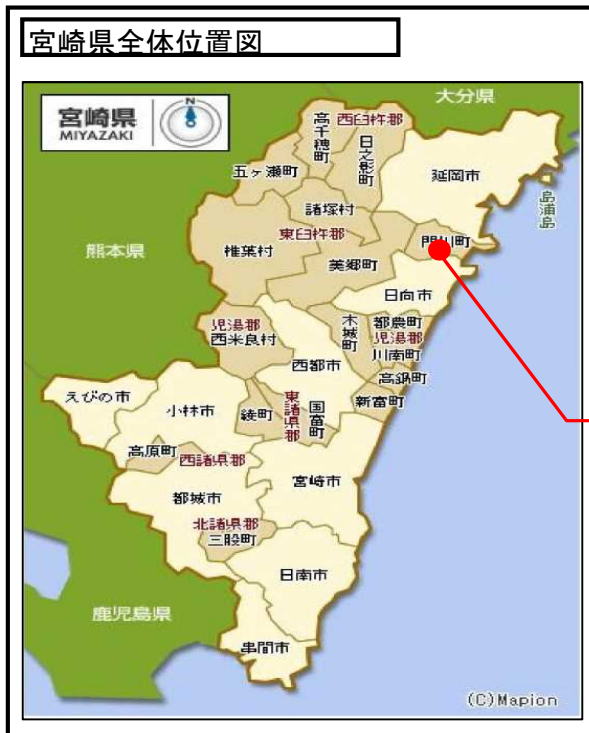 宮崎県全体位置図
大分県
宮崎県
MIYAZAKI
N
高千穂町
西臼杵郡
日之影町
五ヶ瀬町
延岡市
島浦島
諸塚村
東臼杵郡
門川町
熊本県
椎葉村
美郷町
日向市
児湯郡
西米良村
木城町
都農町
児湯郡
川南町
西都市
高鍋町
えびの市
小林市
綾町
東諸県郡
国富町
新富町
高原町
西諸県郡
宮崎市
都城市
北諸県郡
三股町
日南市
鹿児島県
串間市
(C)Mapion